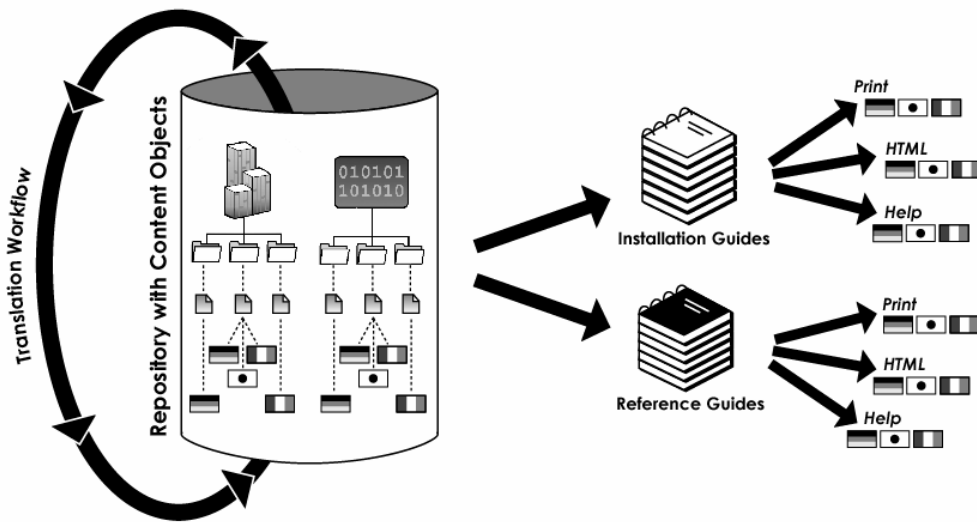 Translation Workflow
Repository with Content Objects
010101
101010
Installation Guides
Print
HTML
Help
Reference Guides
Print
HTML
Help